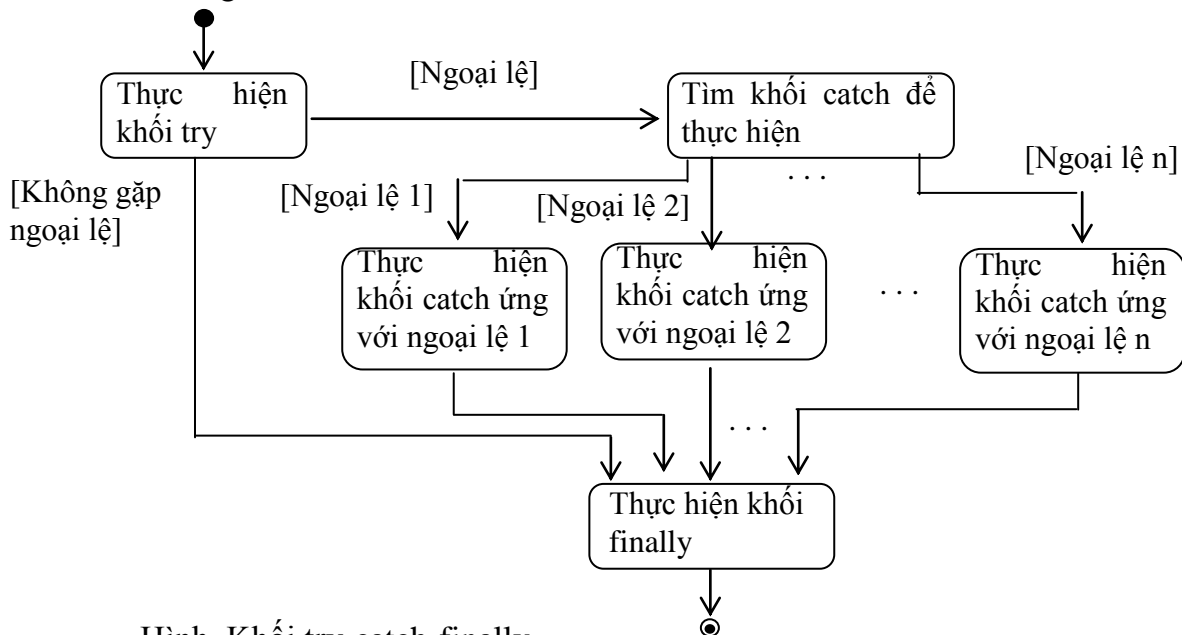 [Ngoại lệ]
Thực hiện
khối try
Tìm khối catch để
thực hiện
[Không gặp
ngoại lệ]
[Ngoại lệ 1]
[Ngoại lệ 2]
. . .
[Ngoại lệ n]
Thực hiện
khối catch ứng
với ngoại lệ 1
Thực hiện
khối catch ứng
với ngoại lệ 2
. . .
Thực hiện
khối catch ứng
với ngoại lệ n
. . .
Thực hiện khối
finally